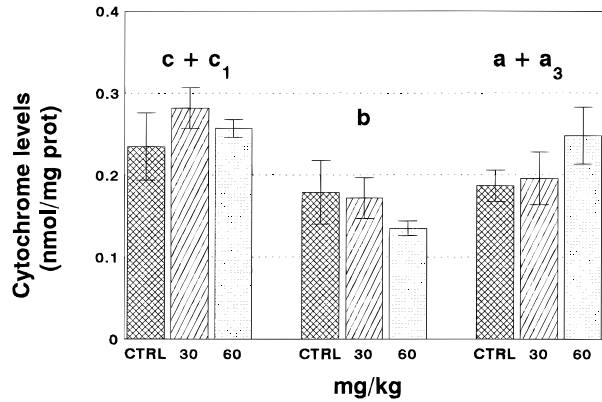 0.4
0.3
0.2
0.1
0
Cytochrome levels
(nmol/mg prot)
c + c1
b
a + a3
CTRL 30 60 CTRL 30 60 CTRL 30 60
mg/kg